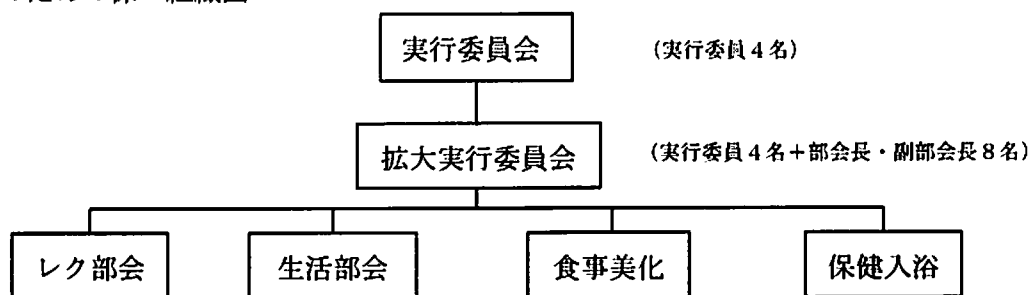 実行委員会 (実行委員4名)
拡大実行委員会 (実行委員4名+部会長・副部会長8名)
レク部会 生活部会 食事美化 保健入浴